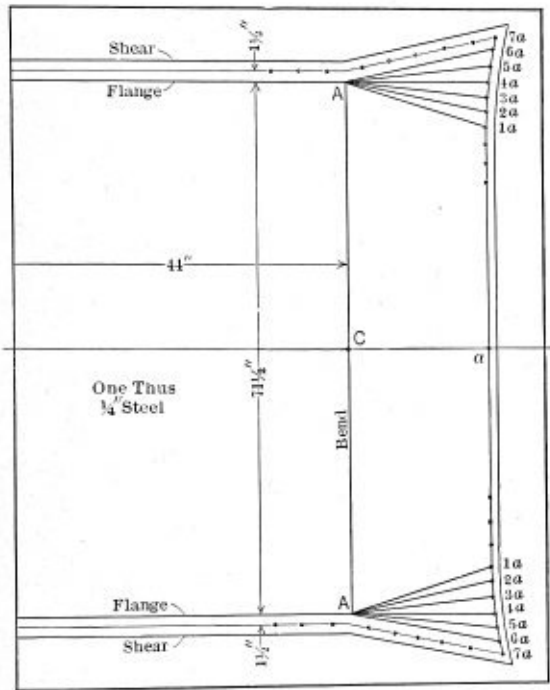 1½″
Shear
Flange
7a
6a
5a
4a
3a
2a
1a
A
44″
C
a
71¼″
One Thus
¼″ Steel
Bend
1a
2a
3a
4a
5a
6a
7a
A
Flange
Shear
1½″